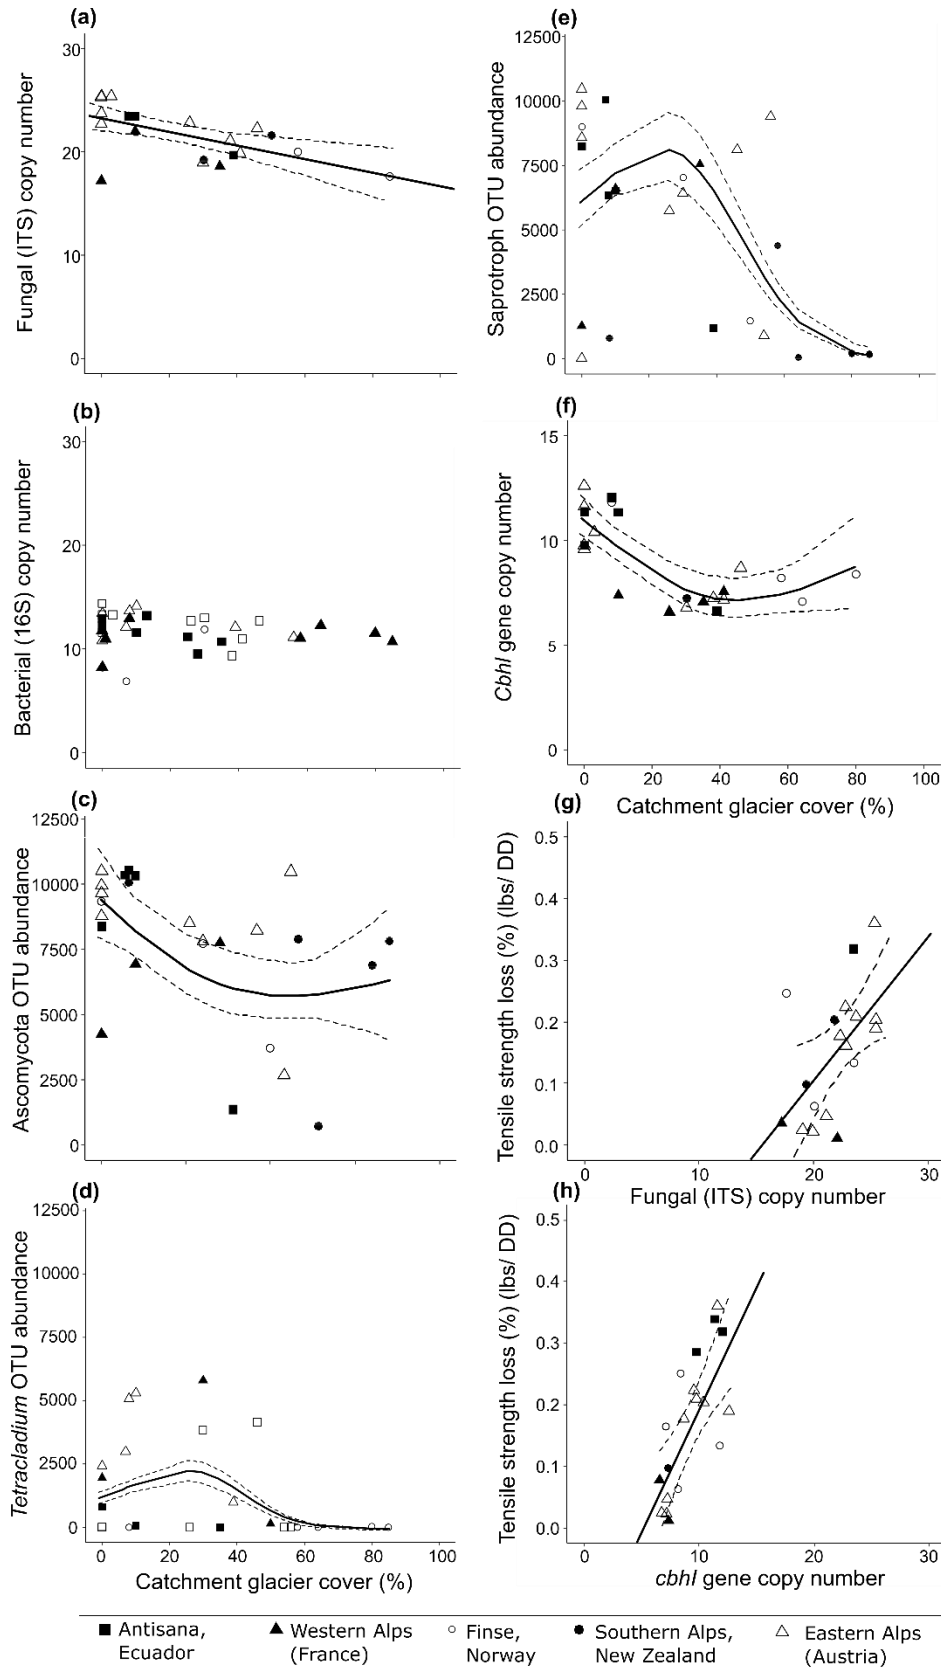 (a)
Fungal (ITS) copy number
30
20
10
0
(b)
Bacterial (16S) copy number
30
20
10
0
(c)
Ascomycota OTU abundance
12500
10000
7500
5000
2500
0
(d)
Tetracladium OTU abundance
12500
10000
7500
5000
2500
0
0 20 40 60 80 100
Catchment glacier cover (%)
(e)
Saprotroph OTU abundance
12500
10000
7500
5000
2500
0
(f)
CbhI gene copy number
15
10
5
0
0 20 40 60 80 100
Catchment glacier cover (%)
(g)
Tensile strength loss (%) (lbs/ DD)
0.5
0.4
0.3
0.2
0.1
0.0
0 10 20 30
Fungal (ITS) copy number
(h)
Tensile strength loss (%) (lbs/ DD)
0.5
0.4
0.3
0.2
0.1
0.0
0 10 20 30
cbhI gene copy number
Antisana,
Ecuador
Western Alps
(France)
Finse,
Norway
Southern Alps,
New Zealand
Eastern Alps
(Austria)